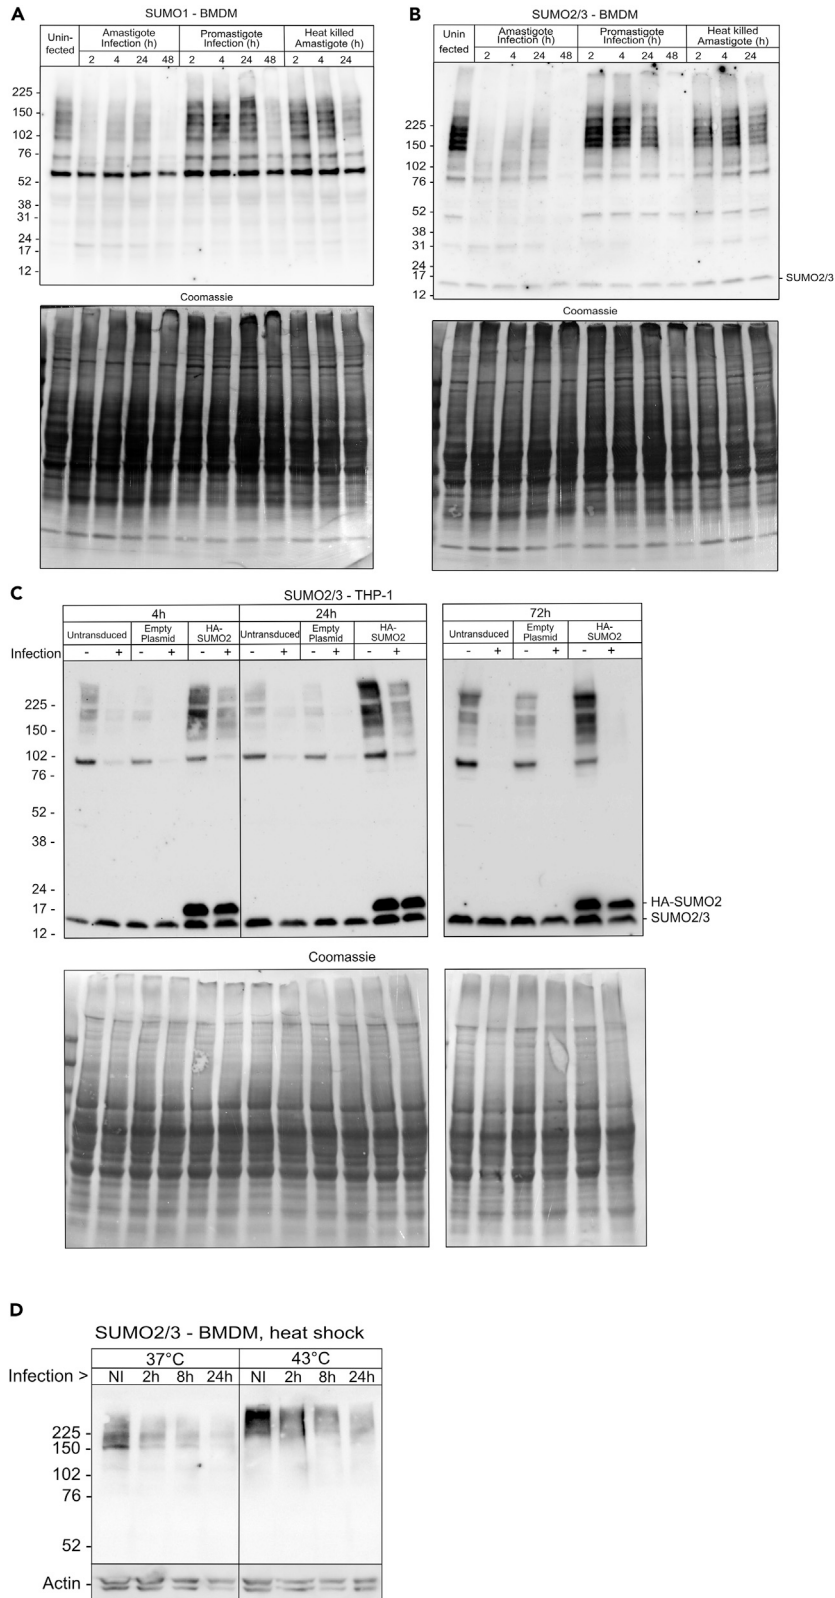 A
SUMO1 - BMDM
Unin-
fected
Amastigote
Infection (h)
Promastigote
Infection (h)
Heat killed
Amastigote (h)
2 4 24 48 2 4 24 48 2 4 24
225 -
150 -
102 -
76 -
52 -
38 -
31 -
24 -
17 -
12 -
Coomassie
B
SUMO2/3 - BMDM
Unin
fected
Amastigote
Infection (h)
Promastigote
Infection (h)
Heat killed
Amastigote (h)
2 4 24 48 2 4 24 48 2 4 24
225 -
150 -
102 -
76 -
52 -
38 -
31 -
24 -
17 -
12 -
- SUMO2/3
Coomassie
C
SUMO2/3 - THP-1
4h 24h 72h
Untransduced Empty Plasmid HA-SUMO2 Untransduced Empty Plasmid HA-SUMO2 Untransduced Empty Plasmid HA-SUMO2
Infection - + - + - + - + - + - + - + - + - +
225 -
150 -
102 -
76 -
52 -
38 -
24 -
17 -
12 -
- HA-SUMO2
- SUMO2/3
Coomassie
D
SUMO2/3 - BMDM, heat shock
37°C 43°C
Infection > NI 2h 8h 24h NI 2h 8h 24h
225 -
150 -
102 -
76 -
52 -
Actin -